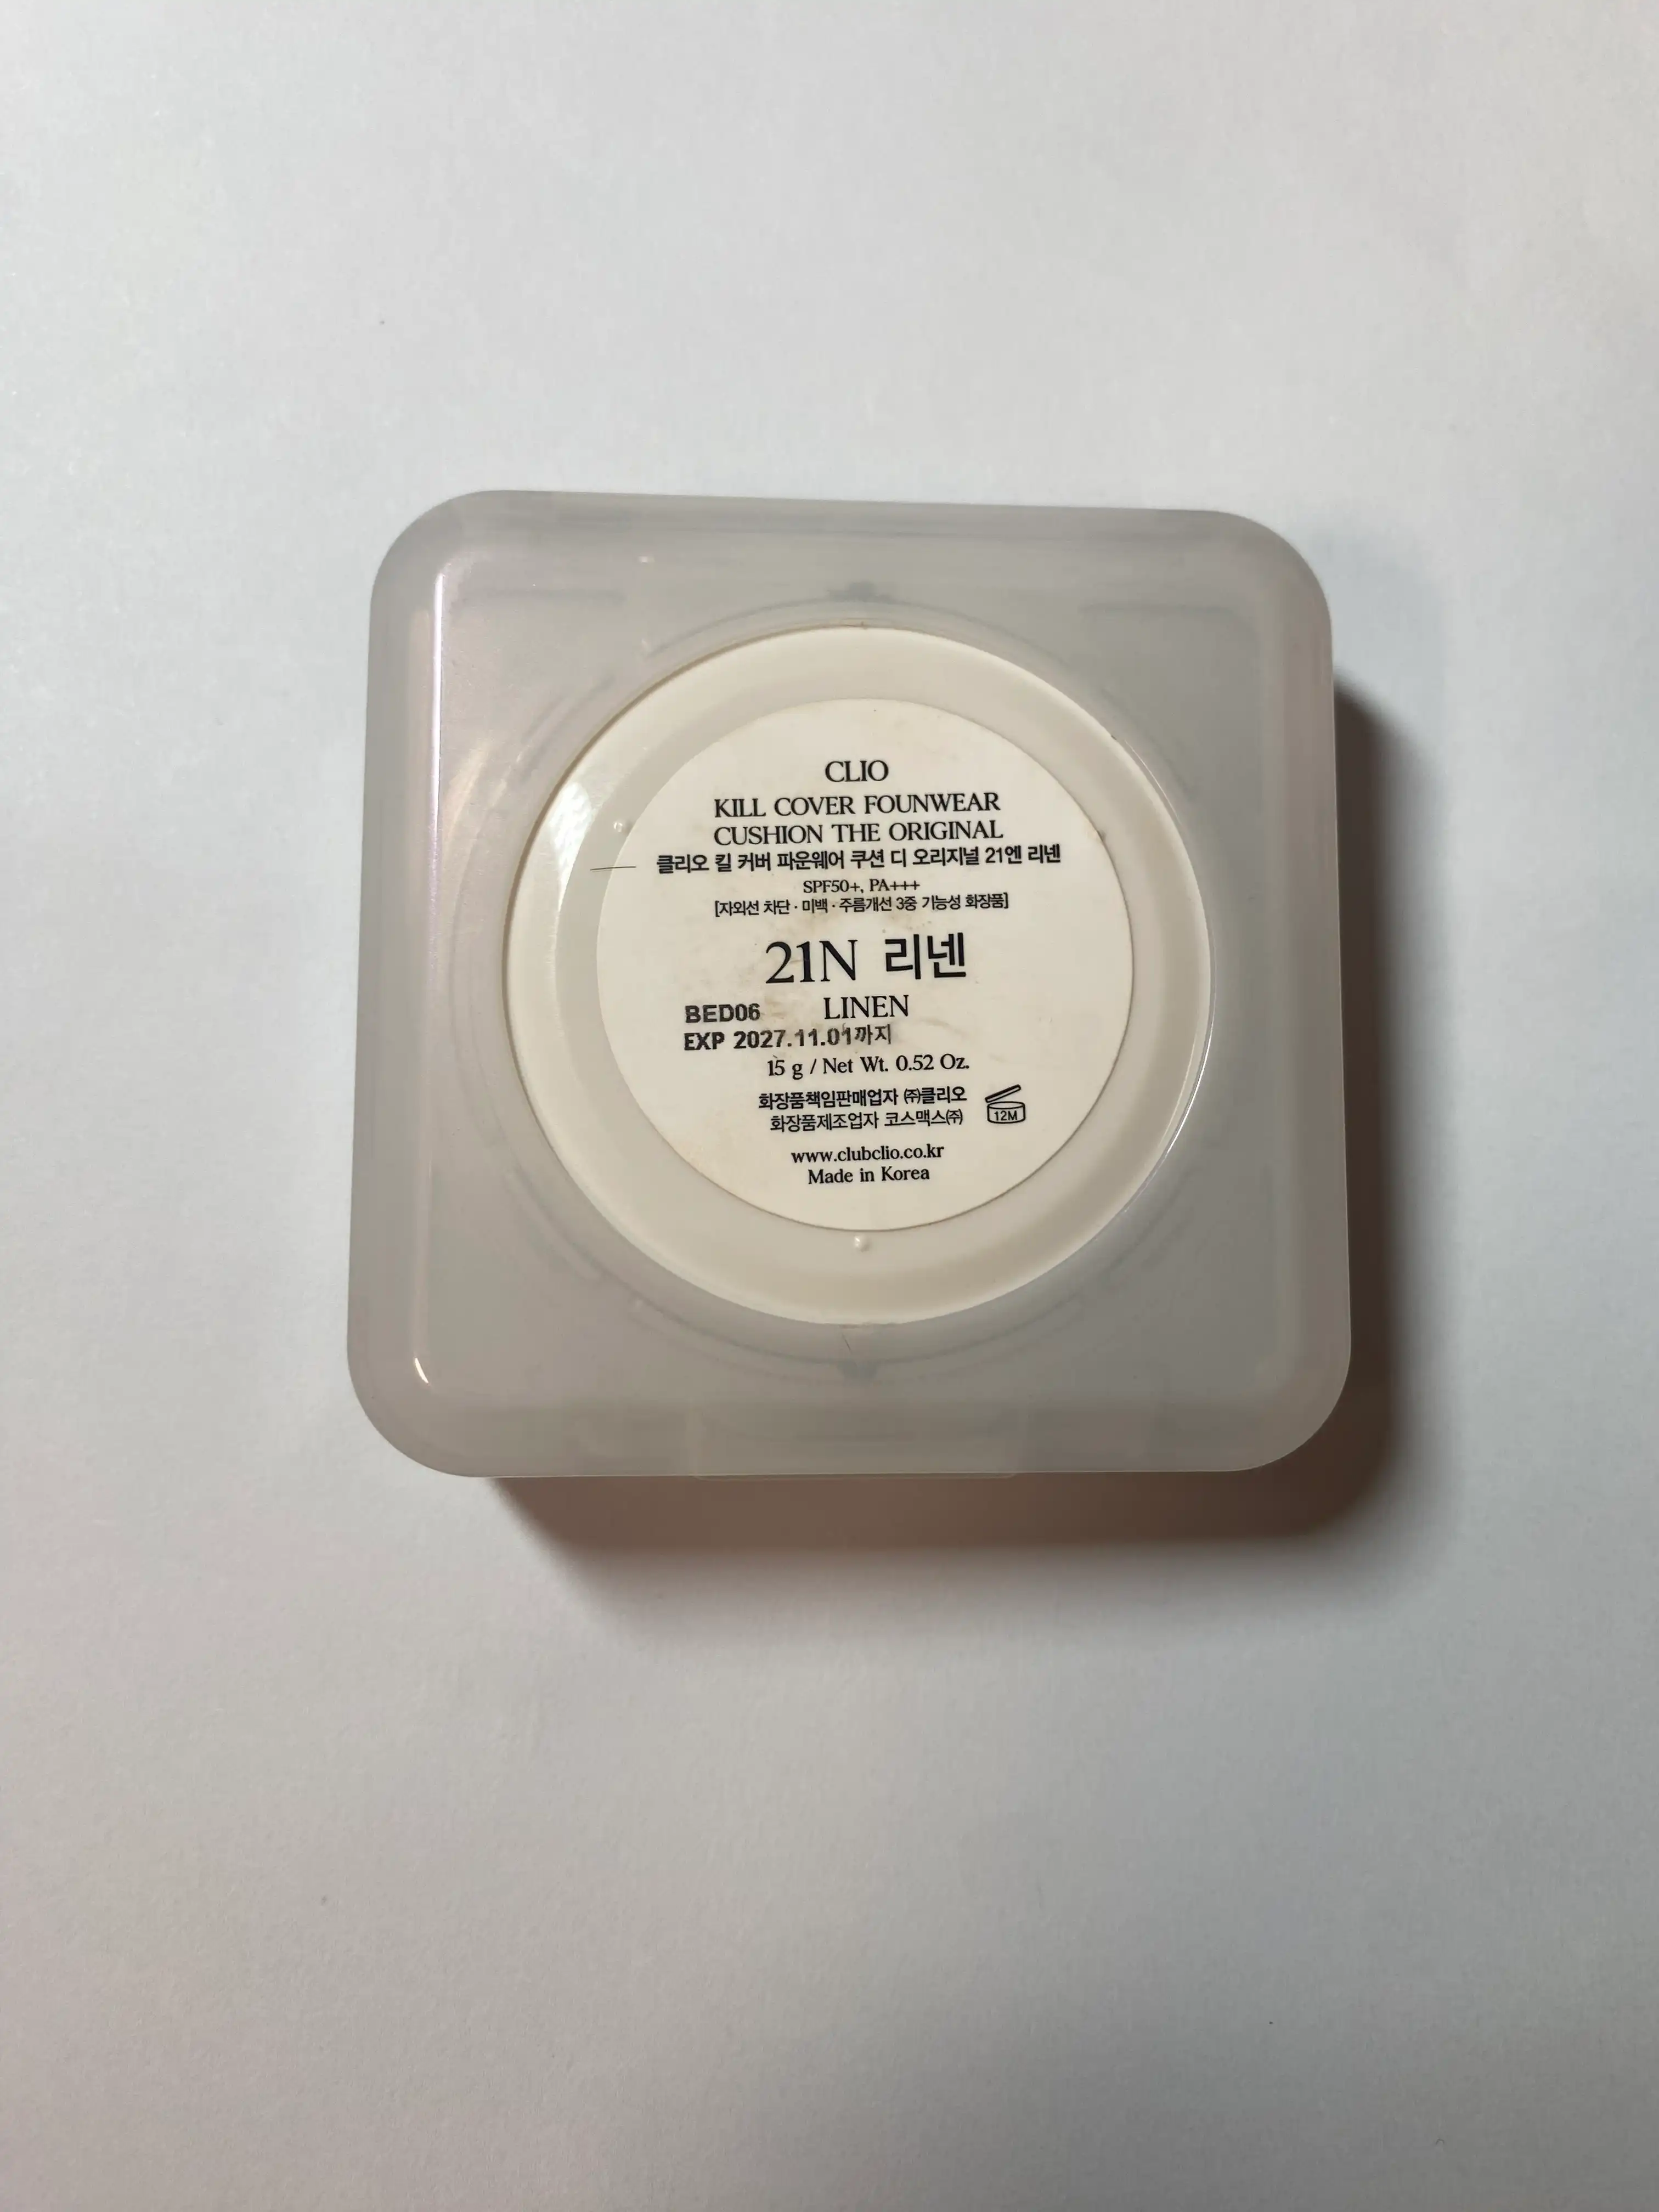 CLIO
KILL COVER FOUNWEAR
CUSHION THE ORIGINAL
클리오 킬 커버 파운웨어 쿠션 디 오리지널 21엔 리넨
SPF50+, PA+++
[자외선 차단 · 미백 · 주름개선 3중 기능성 화장품]
21N 리넨
LINEN
BED06
EXP 2027.11.01까지
15 g / Net Wt. 0.52 Oz.
화장품책임판매업자 ㈜클리오
화장품제조업자 코스맥스㈜
12M
www.clubclio.co.kr
Made in Korea